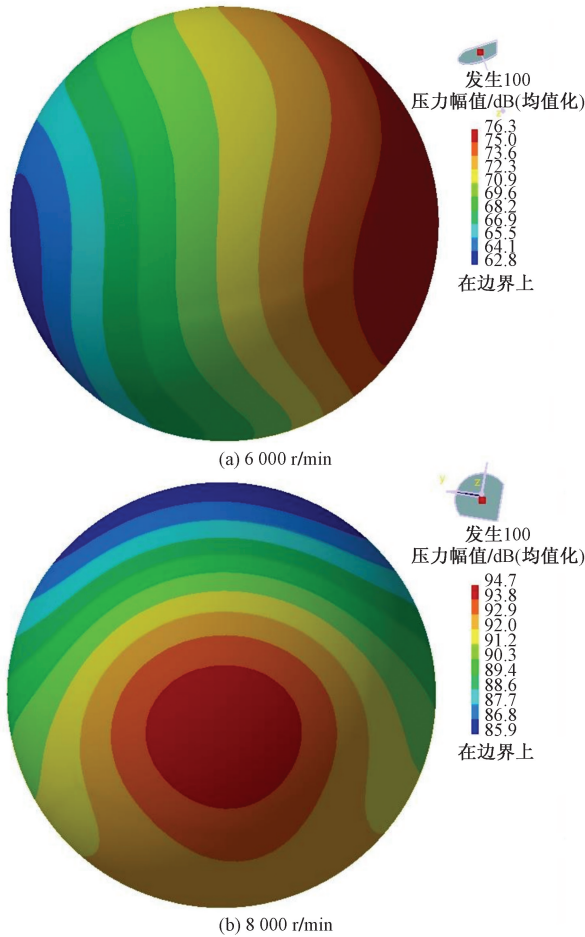 发生100
压力幅值/dB(均值化)
76.3
75.0
73.6
72.3
70.9
69.6
68.2
66.9
65.5
64.1
62.8
在边界上
(a) 6 000 r/min
y
z
发生100
压力幅值/dB(均值化)
94.7
93.8
92.9
92.0
91.2
90.3
89.4
88.6
87.7
86.8
85.9
在边界上
(b) 8 000 r/min